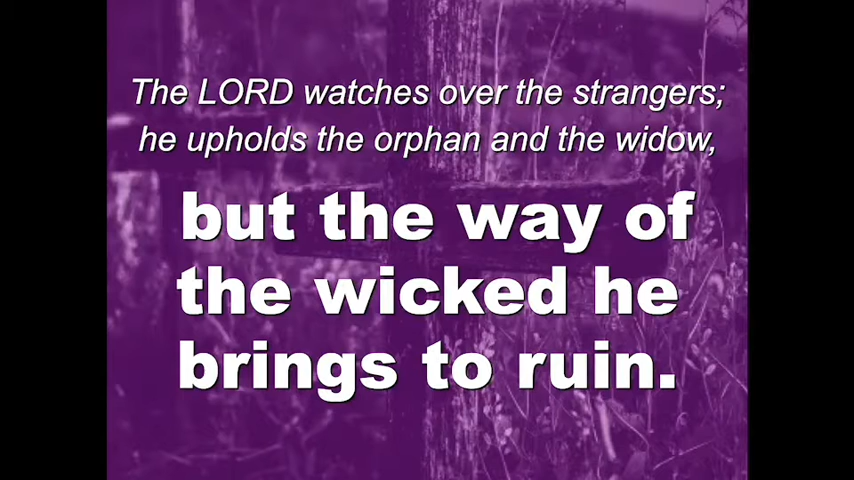 The LORD watches over the strangers;
he upholds the orphan and the widow,
but the way of
the wicked he
brings to ruin.